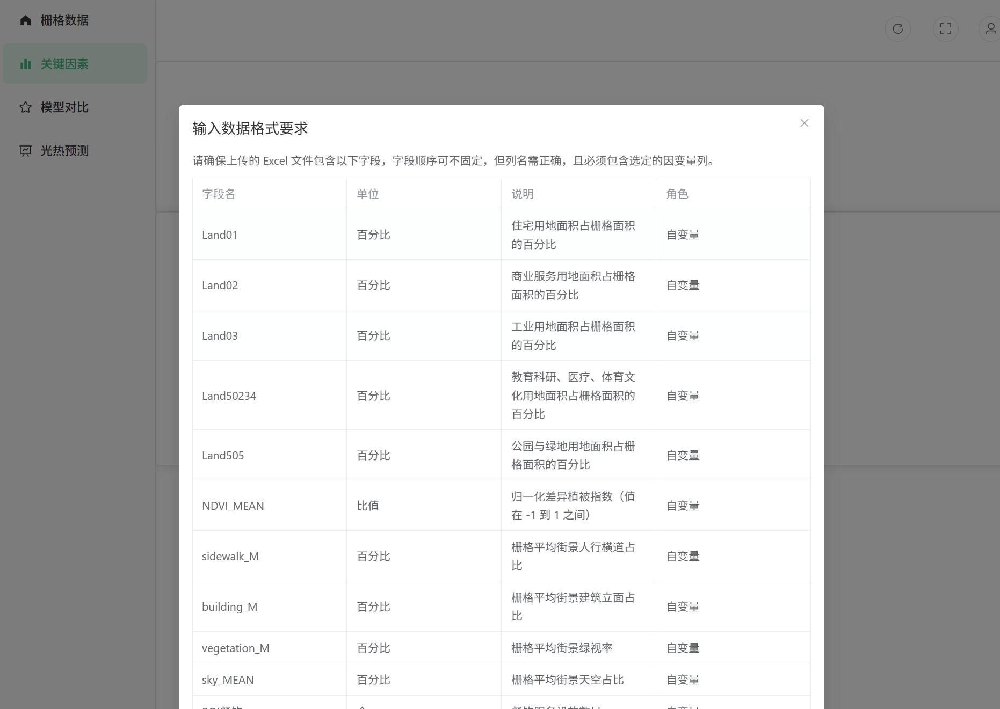 栅格数据
关键因素
模型对比
光热预测
输入数据格式要求
请确保上传的 Excel 文件包含以下字段，字段顺序可不固定，但列名需正确，且必须包含选定的因变量列。
字段名 单位 说明 角色
Land01 百分比 住宅用地面积占栅格面积
的百分比 自变量
Land02 百分比 商业服务用地面积占栅格
面积的百分比 自变量
Land03 百分比 工业用地面积占栅格面积
的百分比 自变量
Land50234 百分比 教育科研、医疗、体育文
化用地面积占栅格面积的
百分比 自变量
Land505 百分比 公园与绿地用地面积占栅
格面积的百分比 自变量
NDVI_MEAN 比值 归一化差异植被指数（值
在 -1 到 1 之间） 自变量
sidewalk_M 百分比 栅格平均街景人行横道占
比 自变量
building_M 百分比 栅格平均街景建筑立面占
比 自变量
vegetation_M 百分比 栅格平均街景绿视率 自变量
sky_MEAN 百分比 栅格平均街景天空占比 自变量